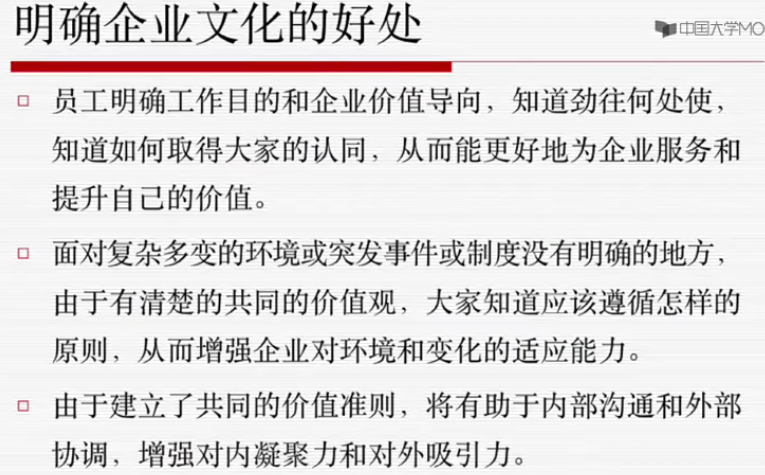 明确企业文化的好处
中国大学MO
员工明确工作目的和企业价值导向，知道劲往何处使，
知道如何取得大家的认同，从而能更好地为企业服务和
提升自己的价值。
面对复杂多变的环境或突发事件或制度没有明确的地方，
由于有清楚的共同的价值观，大家知道应该遵循怎样的
原则，从而增强企业对环境和变化的适应能力。
由于建立了共同的价值准则，将有助于内部沟通和外部
协调，增强对内凝聚力和对外吸引力。